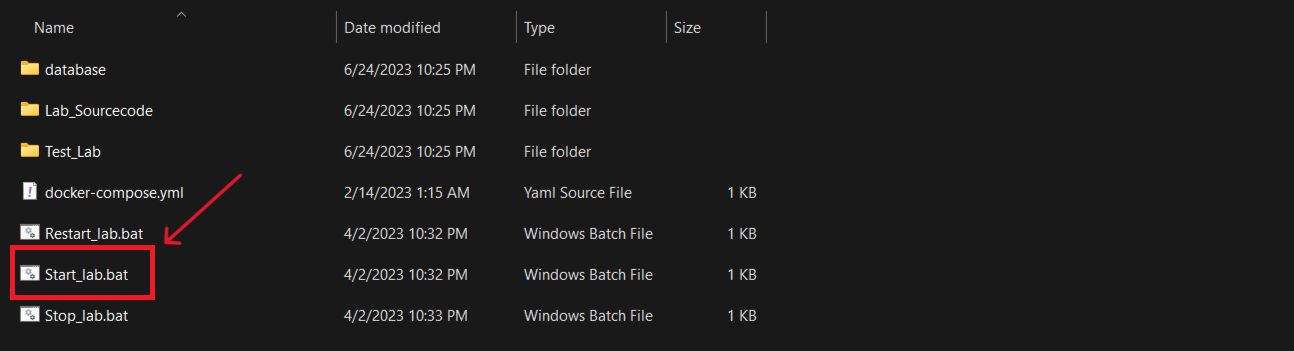 Name Date modified Type Size
database 6/24/2023 10:25 PM File folder
Lab_Sourcecode 6/24/2023 10:25 PM File folder
Test_Lab 6/24/2023 10:25 PM File folder
docker-compose.yml 2/14/2023 1:15 AM Yaml Source File 1 KB
Restart_lab.bat 4/2/2023 10:32 PM Windows Batch File 1 KB
Start_lab.bat 4/2/2023 10:32 PM Windows Batch File 1 KB
Stop_lab.bat 4/2/2023 10:33 PM Windows Batch File 1 KB